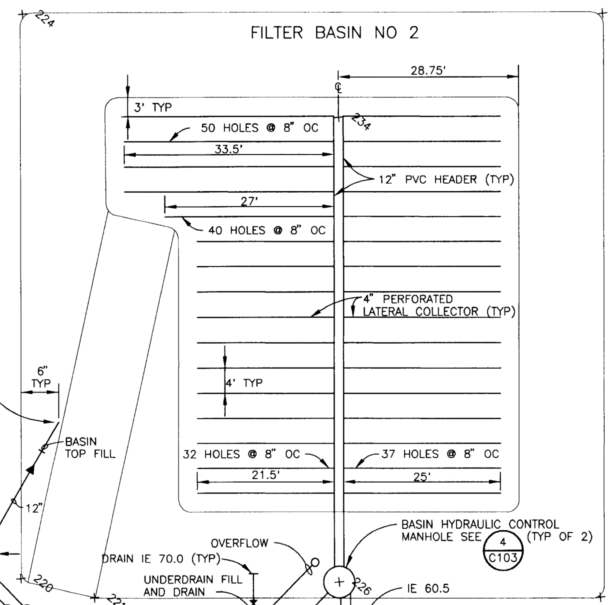 224
FILTER BASIN NO 2
28.75'
℄
3' TYP
234
50 HOLES @ 8" OC
33.5'
12" PVC HEADER (TYP)
27'
40 HOLES @ 8" OC
4" PERFORATED
LATERAL COLLECTOR (TYP)
6"
TYP
4' TYP
BASIN
TOP FILL
32 HOLES @ 8" OC
37 HOLES @ 8" OC
21.5'
25'
12"
BASIN HYDRAULIC CONTROL
MANHOLE SEE 4 (TYP OF 2)
C103
OVERFLOW
DRAIN IE 70.0 (TYP)
UNDERDRAIN FILL
AND DRAIN
220
226
IE 60.5